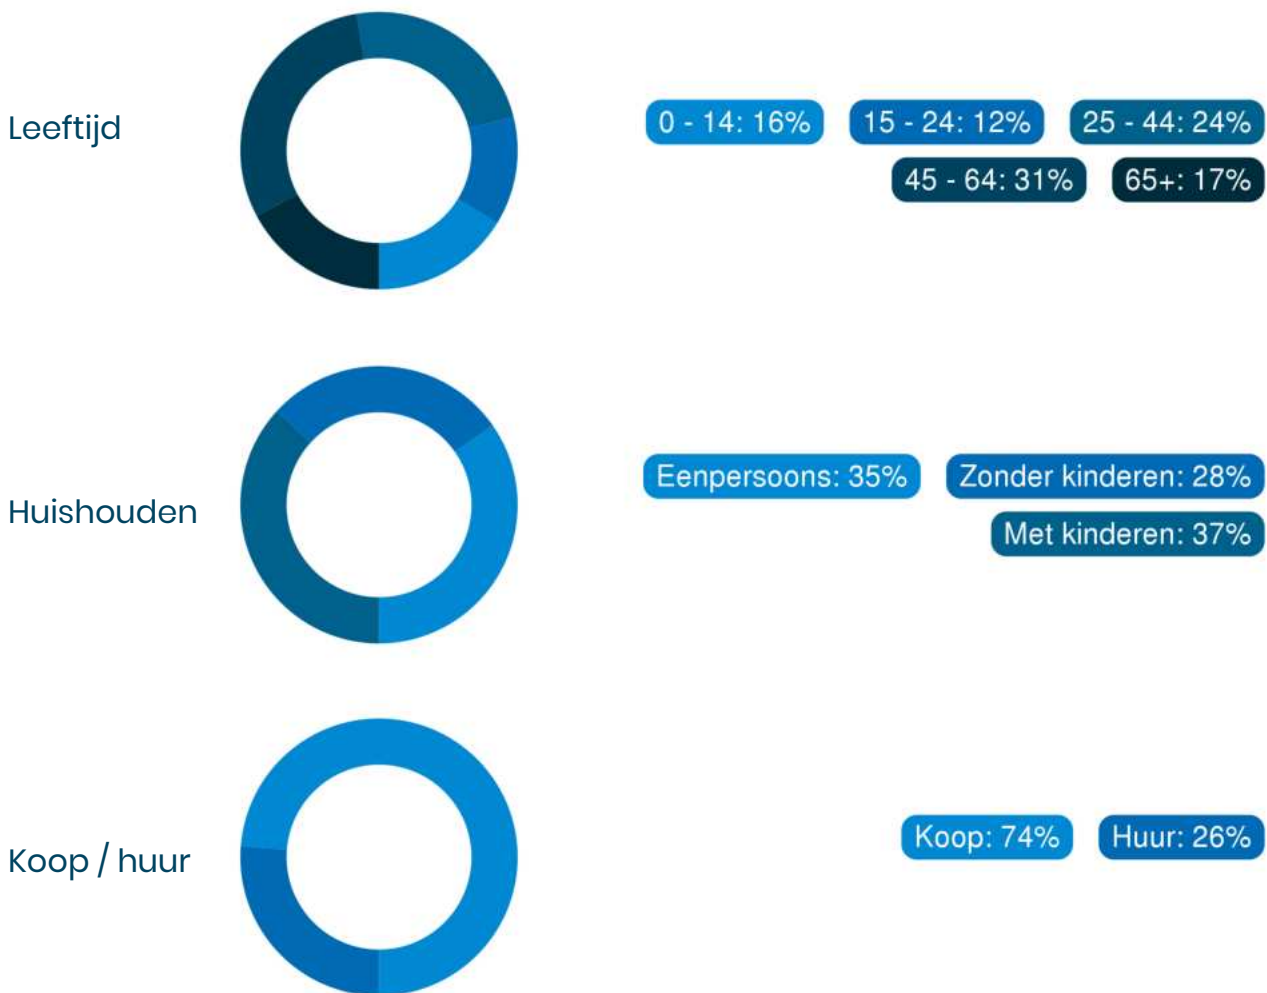 Leeftijd
0 - 14: 16% 15 - 24: 12% 25 - 44: 24%
45 - 64: 31% 65+: 17%
Huishouden
Eenpersoons: 35% Zonder kinderen: 28%
Met kinderen: 37%
Koop / huur
Koop: 74% Huur: 26%